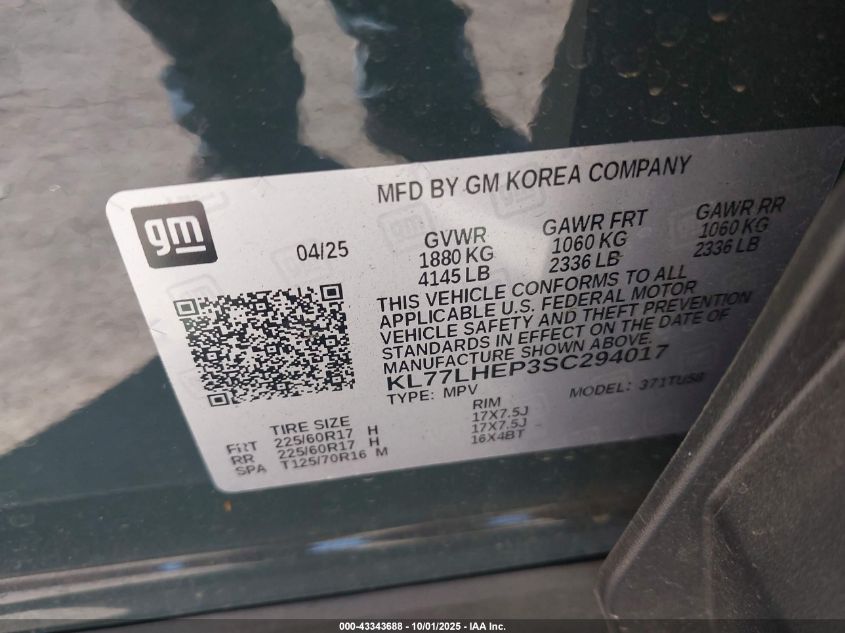 gm
MFD BY GM KOREA COMPANY
04/25
GVWR
1880 KG
4145 LB
GAWR FRT
1060 KG
2336 LB
GAWR RR
1060 KG
2336 LB
THIS VEHICLE CONFORMS TO ALL
APPLICABLE U.S. FEDERAL MOTOR
VEHICLE SAFETY AND THEFT PREVENTION
STANDARDS IN EFFECT ON THE DATE OF
MANUFACTURE SHOWN ABOVE.
KL77LHEP3SC294017
TYPE: MPV MODEL: 371TU58
TIRE SIZE RIM
FRT 225/60R17 H 17X7.5J
RR 225/60R17 H 17X7.5J
SPA T125/70R16 M 16X4BT
000-43343688 - 10/01/2025 - IAA Inc.